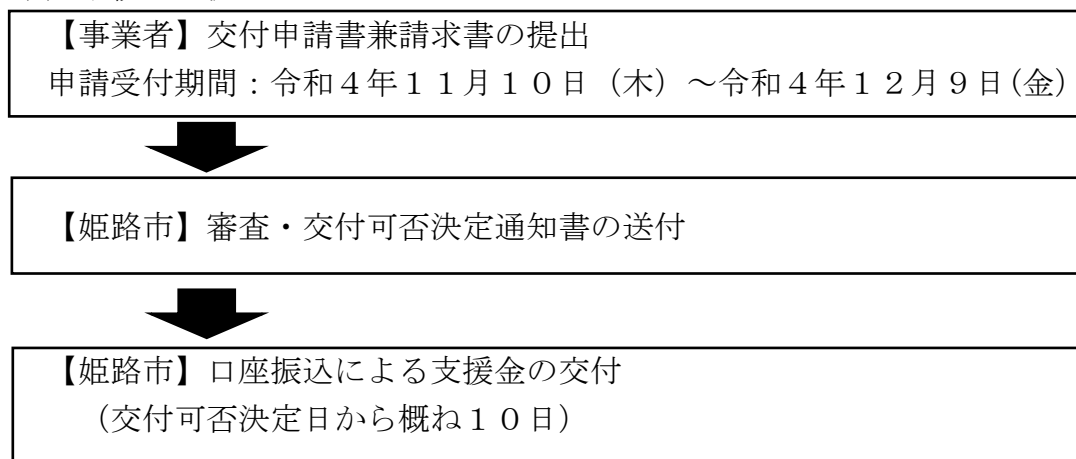 【事業者】交付申請書兼請求書の提出
申請受付期間：令和４年１１月１０日（木）～令和４年１２月９日(金)
【姫路市】審査・交付可否決定通知書の送付
【姫路市】口座振込による支援金の交付
（交付可否決定日から概ね１０日）